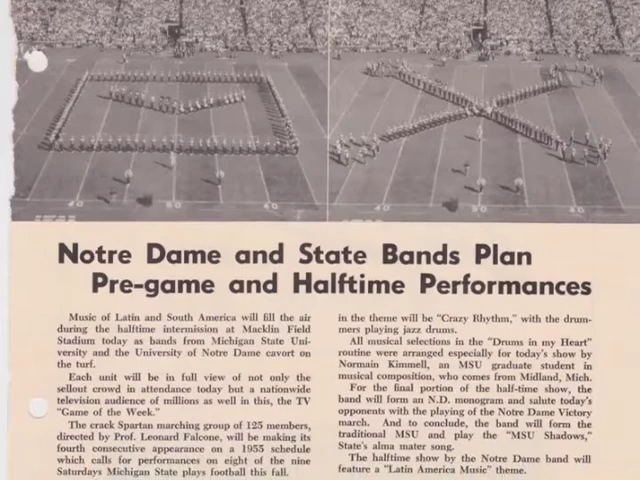 Notre Dame and State Bands Plan
Pre-game and Halftime Performances
Music of Latin and South America will fill the air
during the halftime intermission at Macklin Field
Stadium today as bands from Michigan State Uni-
versity and the University of Notre Dame cavort on
the turf.
Each unit will be in full view of not only the
sellout crowd in attendance today but a nationwide
television audience of millions as well in this, the TV
"Game of the Week."
The crack Spartan marching group of 125 members,
directed by Prof. Leonard Falcone, will be making its
fourth consecutive appearance on a 1955 schedule
which calls for performances on eight of the nine
Saturdays Michigan State plays football this fall.
in the theme will be "Crazy Rhythm," with the drum-
mers playing jazz drums.
All musical selections in the "Drums in my Heart"
routine were arranged especially for today's show by
Normain Kimmell, an MSU graduate student in
musical composition, who comes from Midland, Mich.
For the final portion of the half-time show, the
band will form an N.D. monogram and salute today's
opponents with the playing of the Notre Dame Victory
march. And to conclude, the band will form the
traditional MSU and play the "MSU Shadows,"
State's alma mater song.
The halftime show by the Notre Dame band will
feature a "Latin America Music" theme.